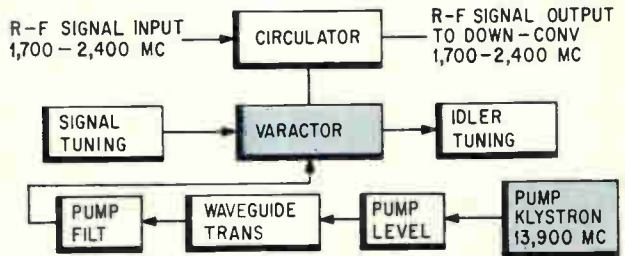 R-F SIGNAL INPUT
1,700-2,400 MC
CIRCULATOR
R-F SIGNAL OUTPUT
TO DOWN-CONV
1,700-2,400 MC
SIGNAL
TUNING
VARACTOR
IDLER
TUNING
PUMP
FILT
WAVEGUIDE
TRANS
PUMP
LEVEL
PUMP
KLYSTRON
13,900 MC